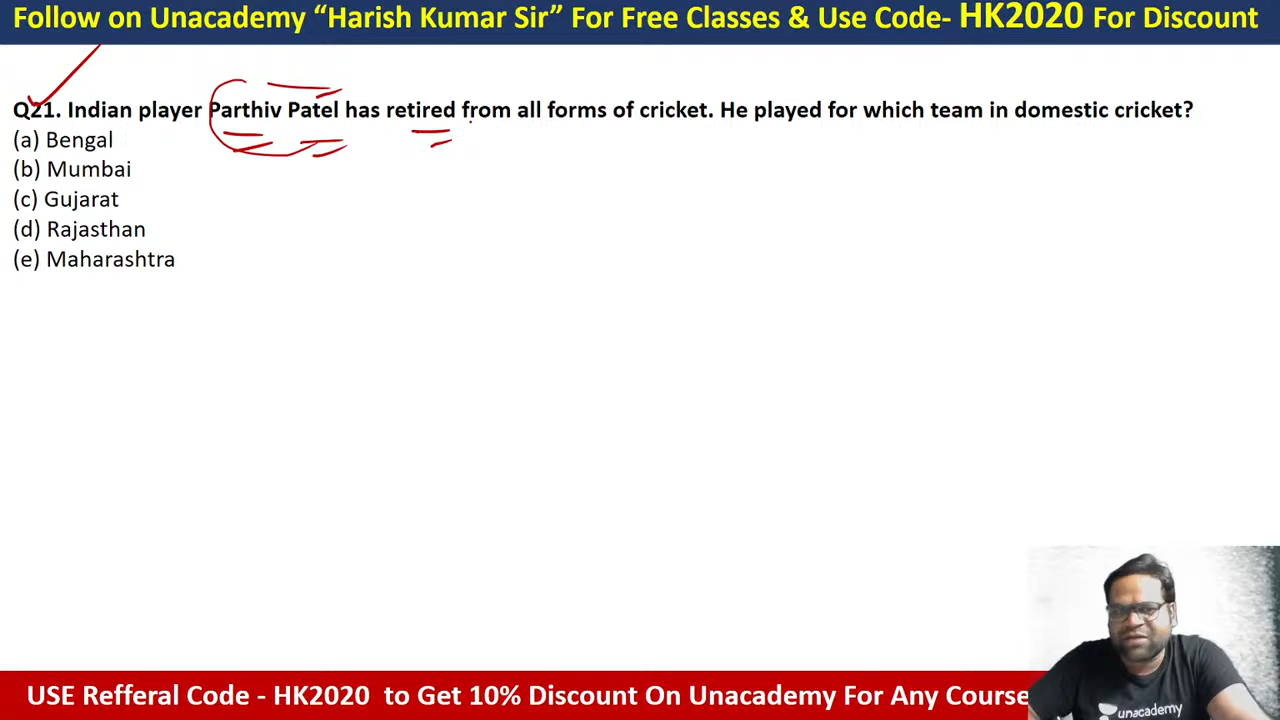 Follow on Unacademy “Harish Kumar Sir” For Free Classes & Use Code- HK2020 For Discount
Q21. Indian player Parthiv Patel has retired from all forms of cricket. He played for which team in domestic cricket?
(a) Bengal
(b) Mumbai
(c) Gujarat
(d) Rajasthan
(e) Maharashtra
USE Refferal Code - HK2020 to Get 10% Discount On Unacademy For Any Course
unacademy